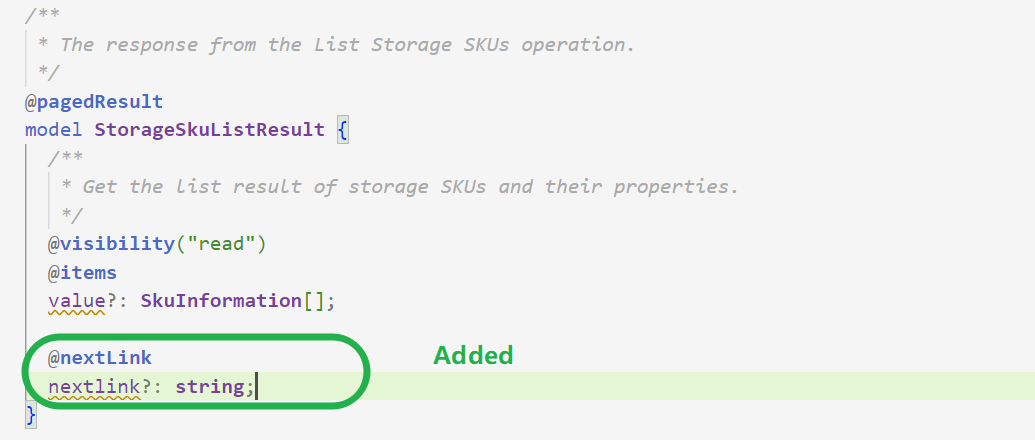 /**
* The response from the List Storage SKUs operation.
*/
@pagedResult
model StorageSkuListResult {
/**
* Get the list result of storage SKUs and their properties.
*/
@visibility("read")
@items
value?: SkuInformation[];
@nextLink
Added
nextlink?: string;
}